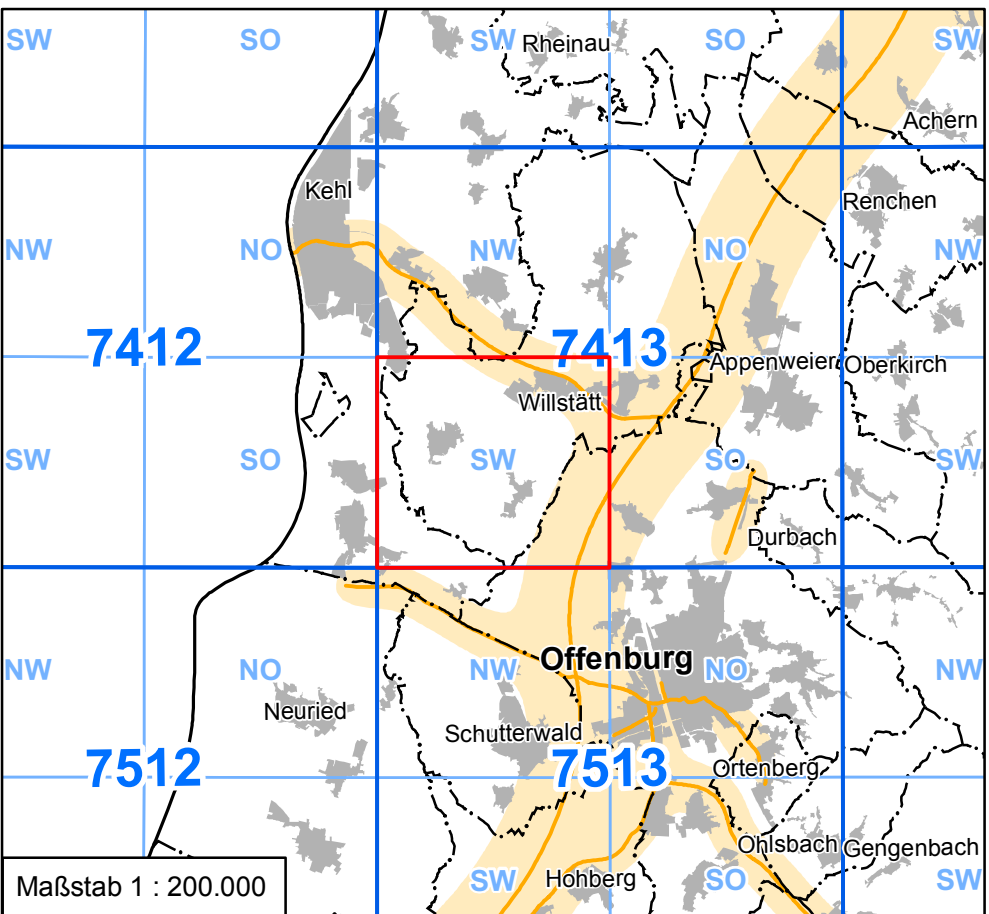 SW SO SW Rheinau SO SW
Achern
Kehl
Renchen
NW NO NW NO NW
7412 7413
Appenweier Oberkirch
Willstätt
SW SO SW SO SW
Durbach
Offenburg
NW NO NW NO NW
Neuried
Schutterwald
7512 7513
Ortenberg
Ohlsbach Gengenbach
SW Hohberg SO SW
Maßstab 1 : 200.000